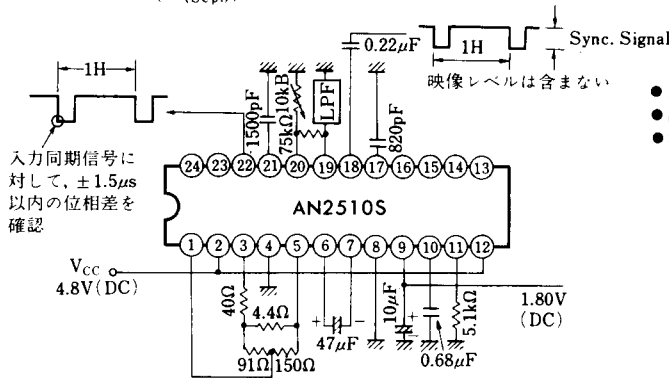 (Seph)
1H
0.22μF
1H
Sync. Signal
映像レベルは含まない
入力同期信号に
対して, ±1.5μs
以内の位相差を
確認
1500pF
10kB
75kΩ
LPF
820pF
24 23 22 21 20 19 18 17 16 15 14 13
AN2510S
1 2 3 4 5 6 7 8 9 10 11 12
VCC
4.8V(DC)
40Ω
4.4Ω
91Ω 150Ω
+ −
47μF
10μF
+
−
0.68μF
5.1kΩ
1.80V
(DC)